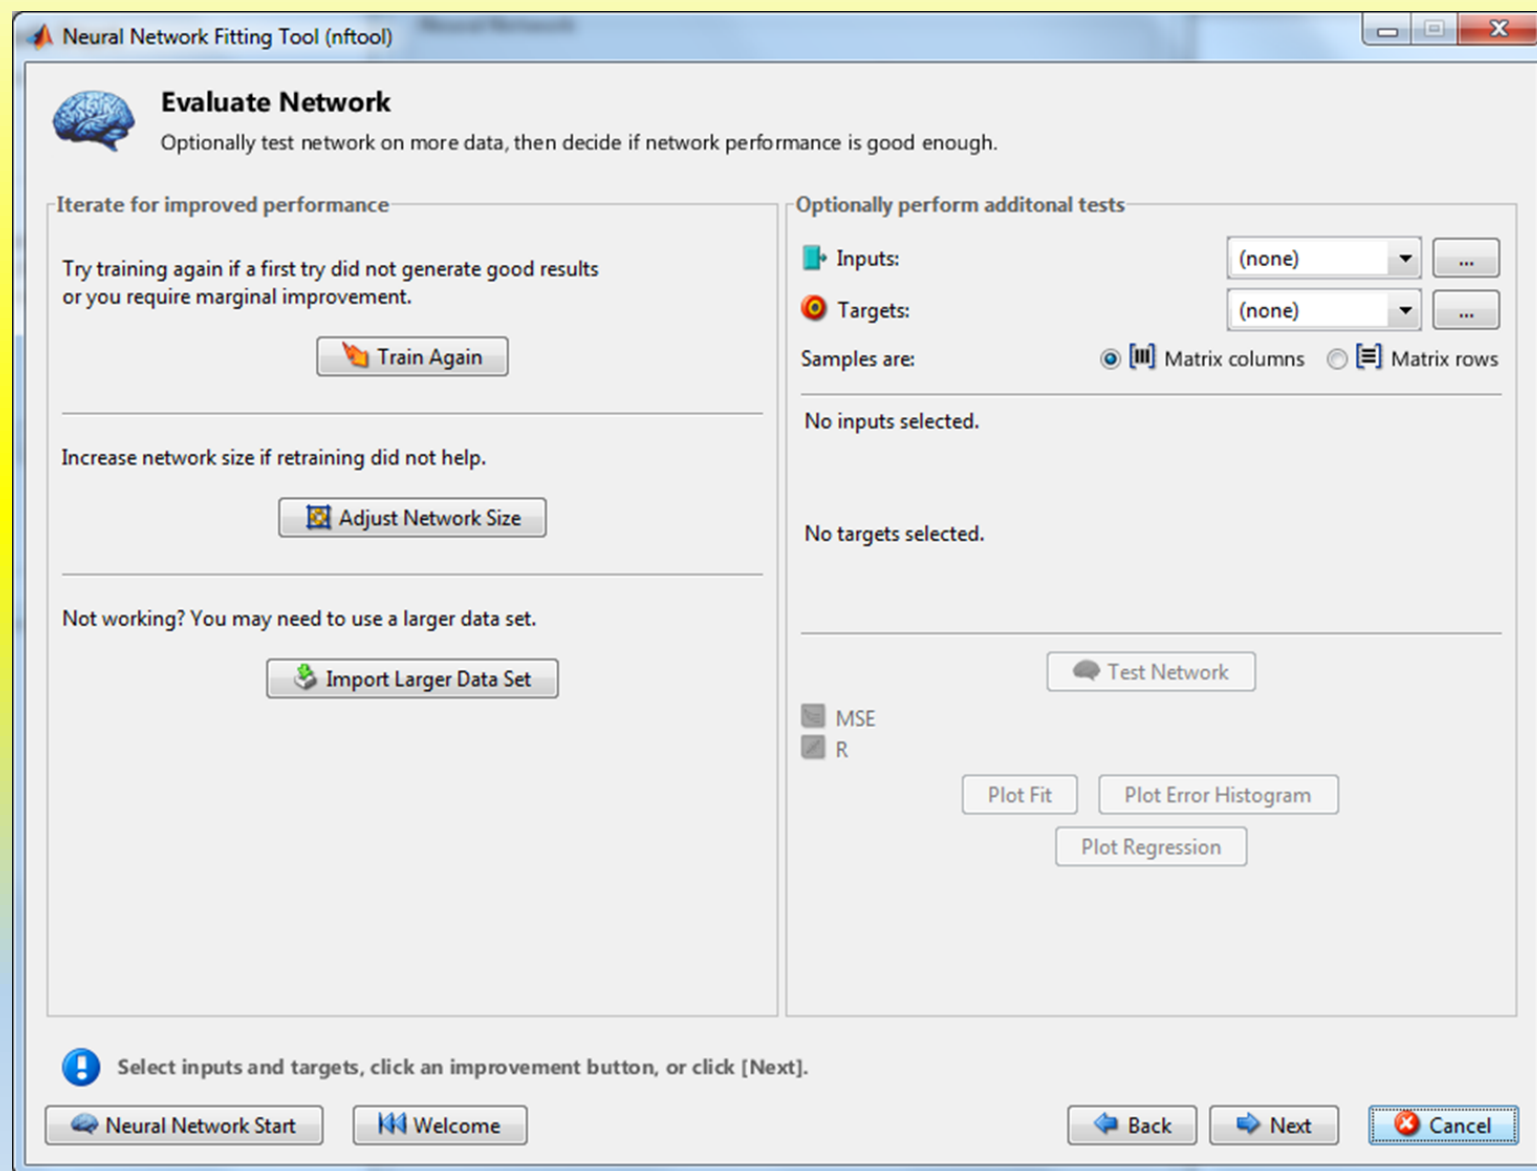 Neural Network Fitting Tool (nftool)
Evaluate Network
Optionally test network on more data, then decide if network performance is good enough.
Iterate for improved performance
Try training again if a first try did not generate good results
or you require marginal improvement.
Train Again
Increase network size if retraining did not help.
Adjust Network Size
Not working? You may need to use a larger data set.
Import Larger Data Set
Optionally perform additonal tests
Inputs: (none) ...
Targets: (none) ...
Samples are: Matrix columns Matrix rows
No inputs selected.
No targets selected.
Test Network
MSE
R
Plot Fit Plot Error Histogram
Plot Regression
Select inputs and targets, click an improvement button, or click [Next].
Neural Network Start Welcome Back Next Cancel